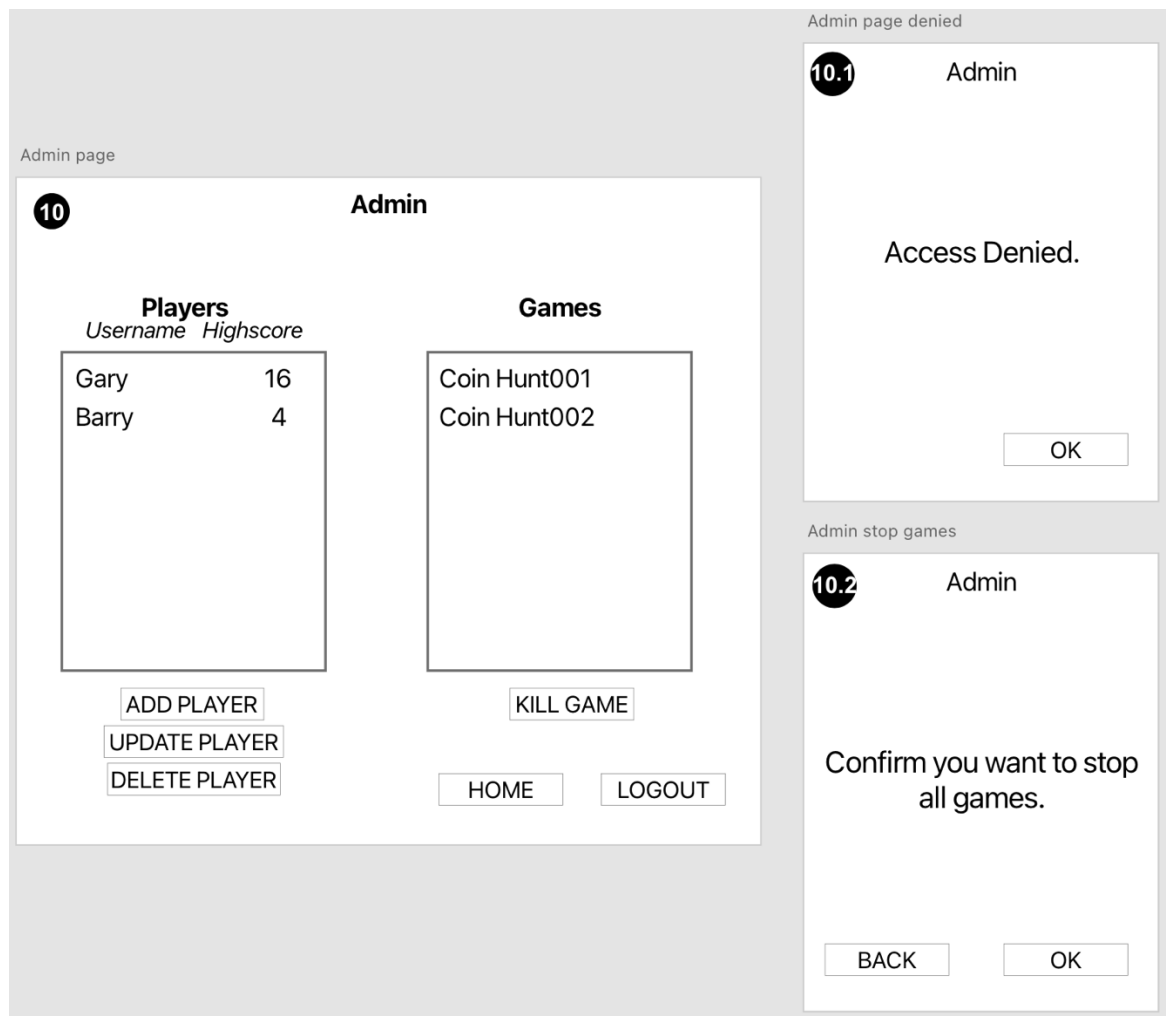 Admin page
10
Admin
Players
Username Highscore
Gary 16
Barry 4
ADD PLAYER
UPDATE PLAYER
DELETE PLAYER
Games
Coin Hunt001
Coin Hunt002
KILL GAME
HOME
LOGOUT
Admin page denied
10.1
Admin
Access Denied.
OK
Admin stop games
10.2
Admin
Confirm you want to stop
all games.
BACK
OK